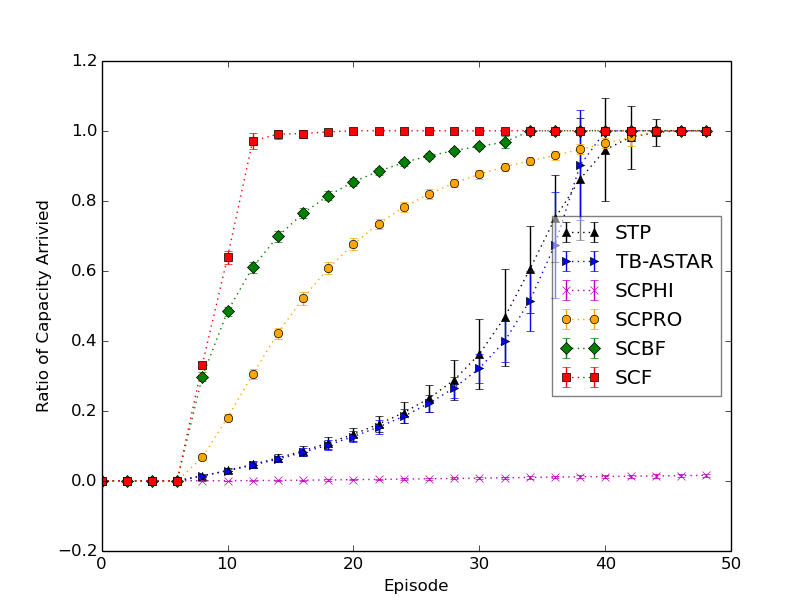 1.2
1.0
0.8
0.6
0.4
0.2
0.0
−0.2
Ratio of Capacity Arrivied
STP
TB-ASTAR
SCPHI
SCPRO
SCBF
SCF
0 10 20 30 40 50
Episode